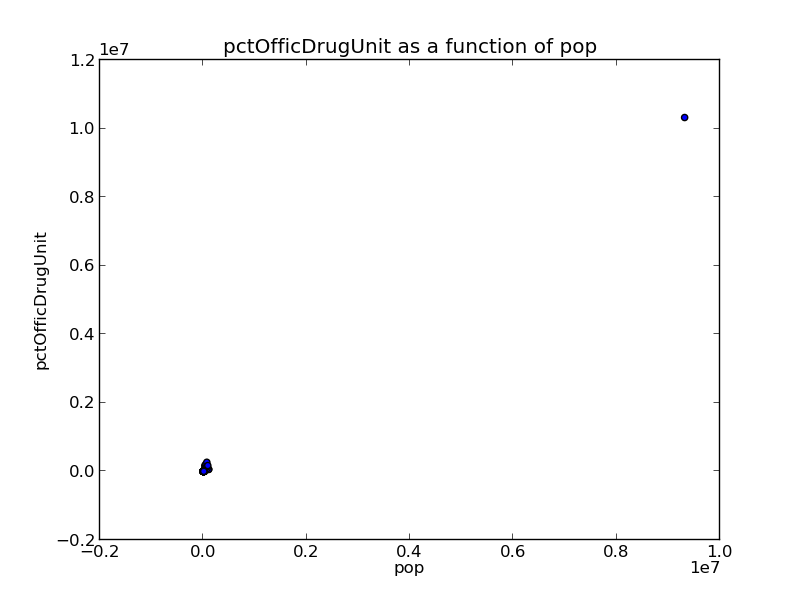 pctOfficDrugUnit as a function of pop
1e7
1.2
1.0
0.8
0.6
0.4
0.2
0.0
−0.2
pctOfficDrugUnit
−0.2 0.0 0.2 0.4 0.6 0.8 1.0
1e7
pop